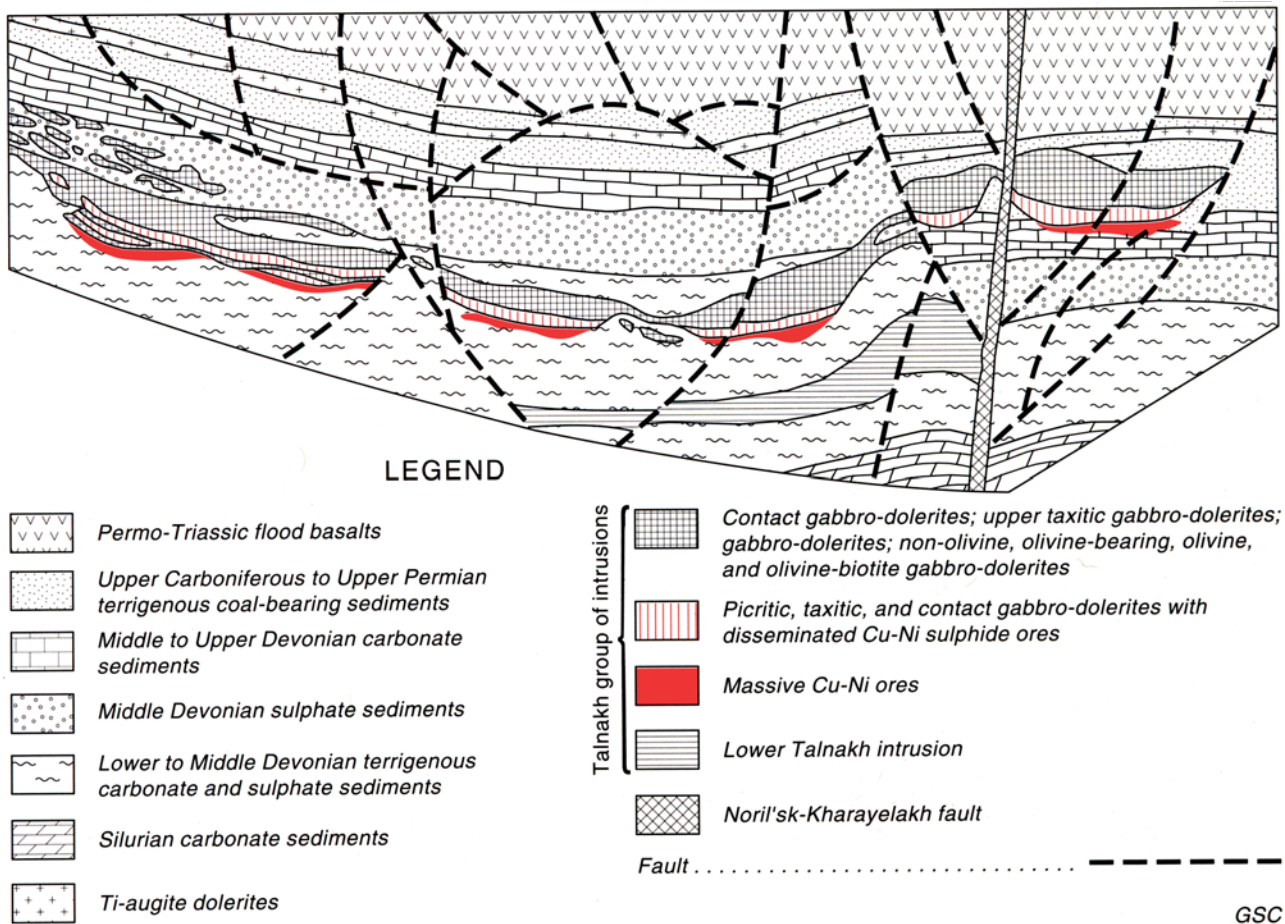 LEGEND
Permo-Triassic flood basalts
Upper Carboniferous to Upper Permian
terrigenous coal-bearing sediments
Middle to Upper Devonian carbonate
sediments
Middle Devonian sulphate sediments
Lower to Middle Devonian terrigenous
carbonate and sulphate sediments
Silurian carbonate sediments
Ti-augite dolerites
Talnakh group of intrusions
Contact gabbro-dolerites; upper taxitic gabbro-dolerites;
gabbro-dolerites; non-olivine, olivine-bearing, olivine,
and olivine-biotite gabbro-dolerites
Picritic, taxitic, and contact gabbro-dolerites with
disseminated Cu-Ni sulphide ores
Massive Cu-Ni ores
Lower Talnakh intrusion
Noril'sk-Kharayelakh fault
Fault ...............................
GSC